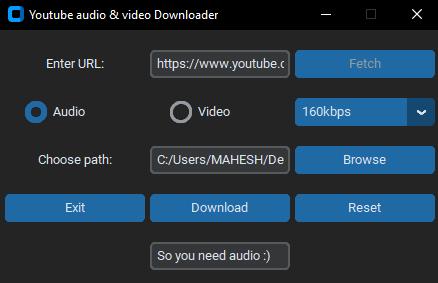 Youtube audio & video Downloader
Enter URL: https://www.youtube.c Fetch
Audio Video 160kbps
Choose path: C:/Users/MAHESH/De Browse
Exit Download Reset
So you need audio :)